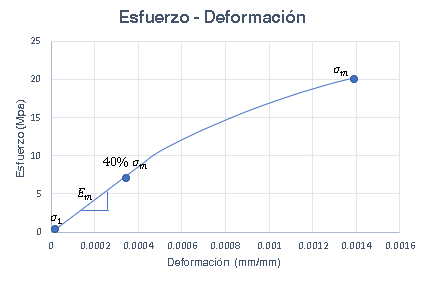 Esfuerzo - Deformación
25
20
15
10
5
0
Esfuerzo (Mpa)
σm
40% σm
Em
σ1
0 0.0002 0.0004 0.0006 0.0008 0.001 0.0012 0.0014 0.0016
Deformación (mm/mm)